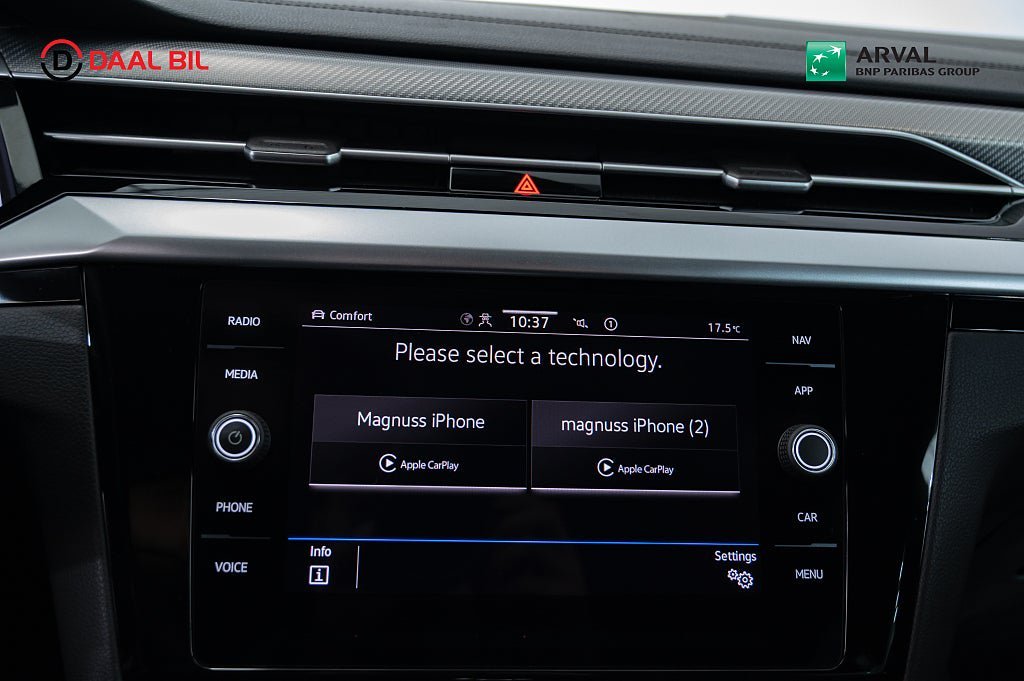 DAAL BIL
ARVAL
BNP PARIBAS GROUP
RADIO
MEDIA
PHONE
VOICE
Comfort
10:37
1
17.5°C
Please select a technology.
Magnuss iPhone
Apple CarPlay
magnuss iPhone (2)
Apple CarPlay
Info
i
Settings
NAV
APP
CAR
MENU